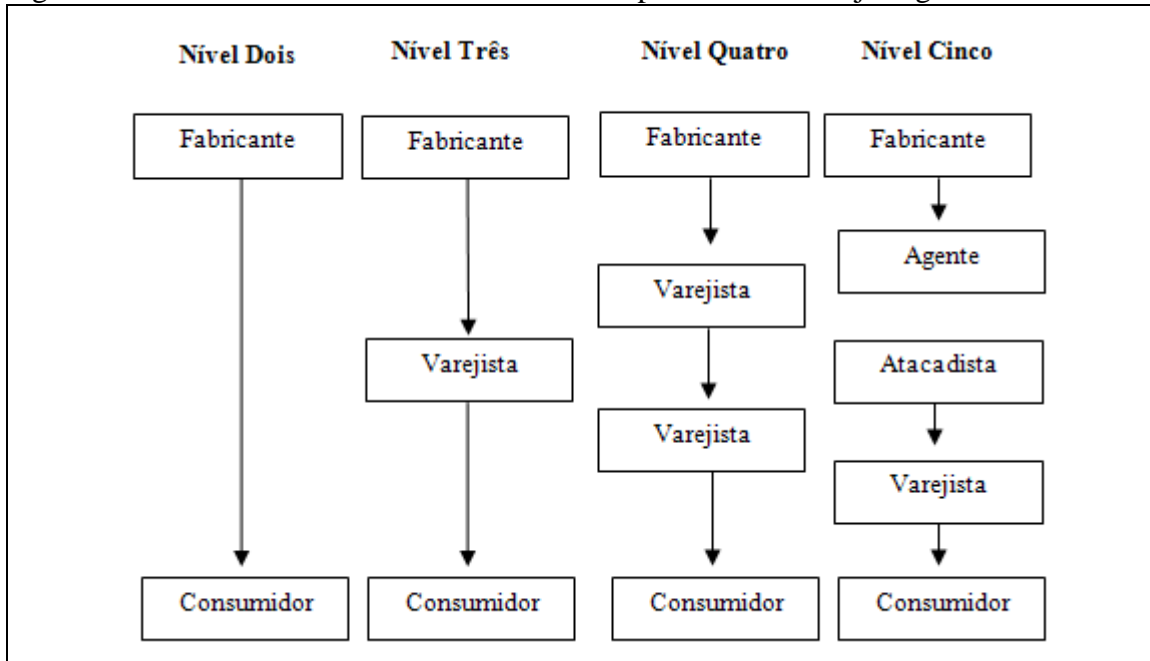 Nível Dois
Nível Três
Nível Quatro
Nível Cinco
Fabricante
Fabricante
Fabricante
Fabricante
Agente
Varejista
Varejista
Atacadista
Varejista
Varejista
Consumidor
Consumidor
Consumidor
Consumidor